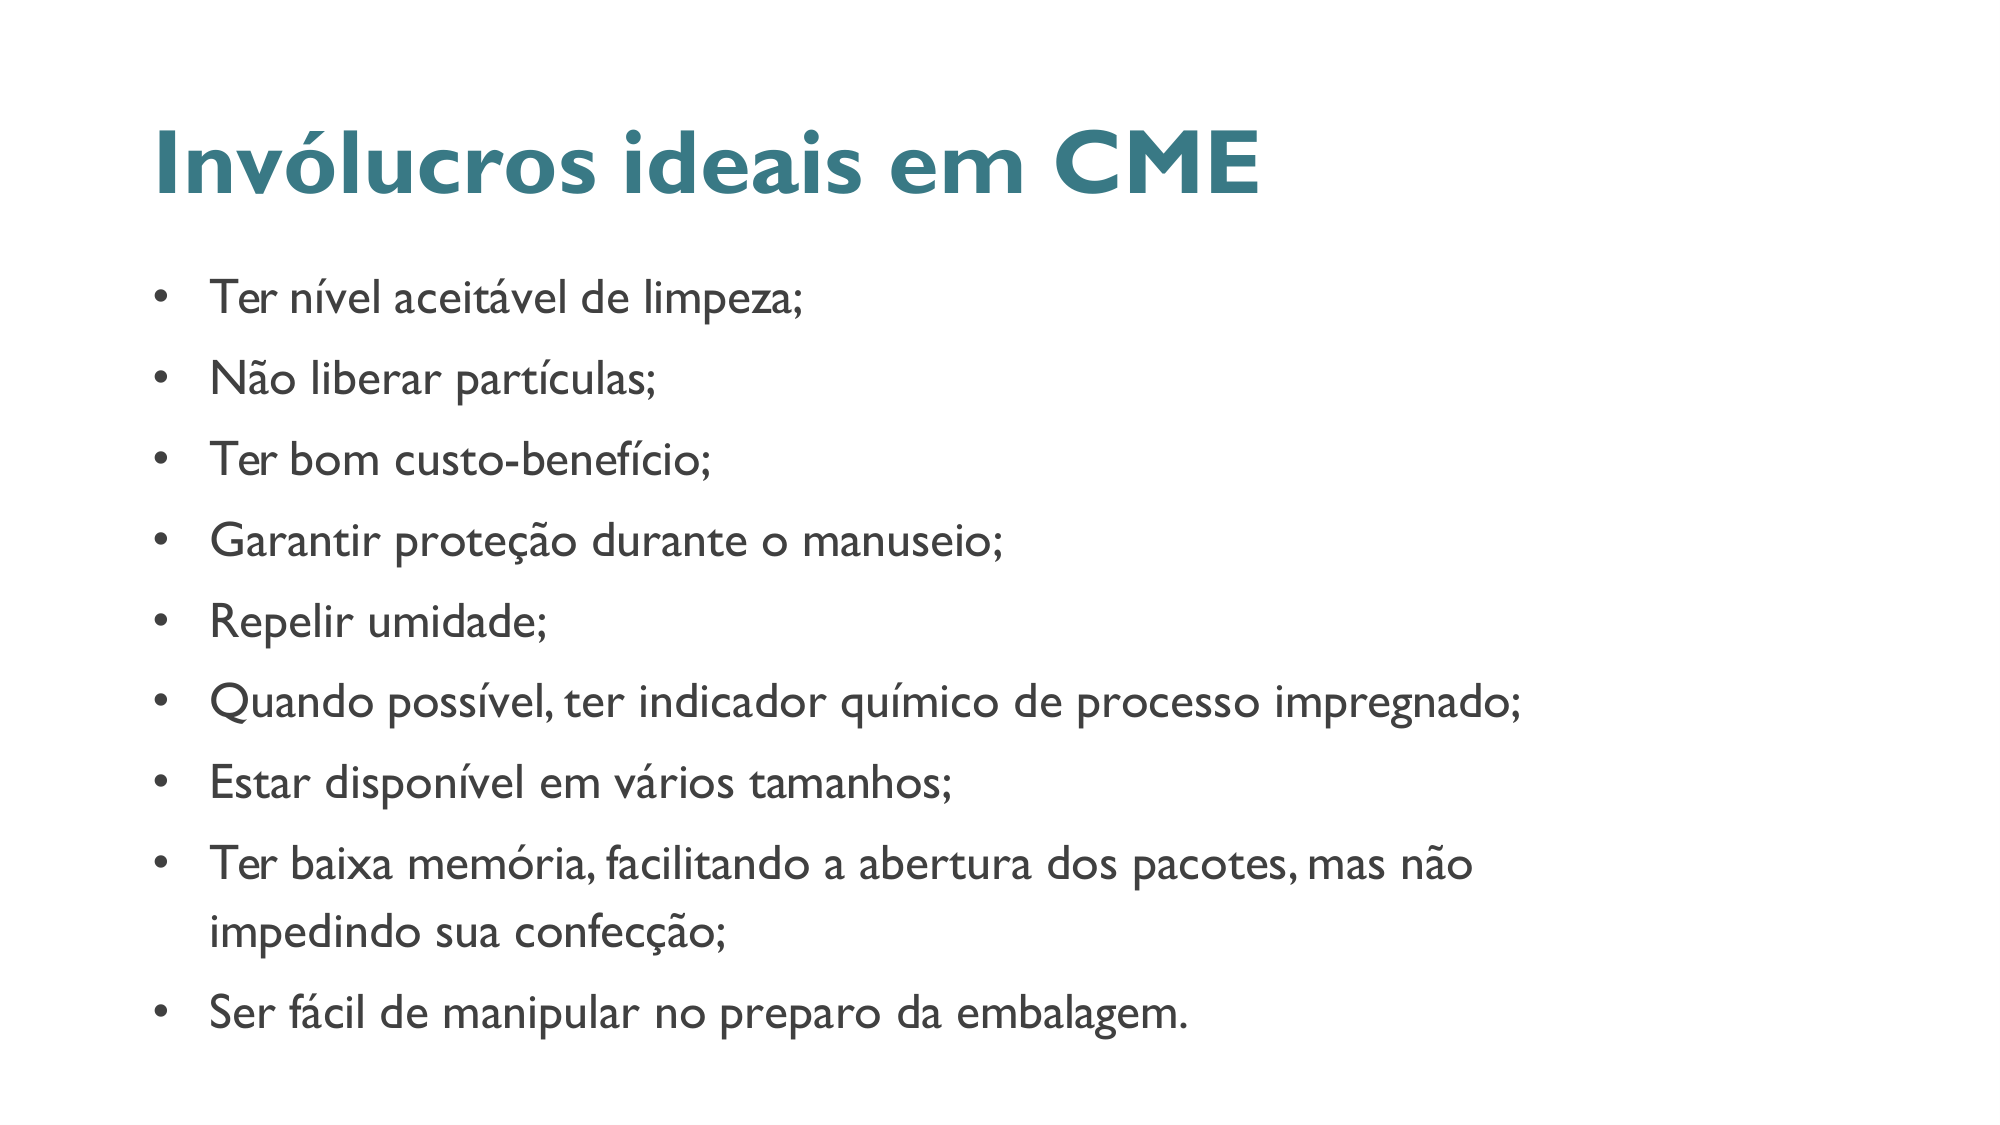 Invólucros ideais em CME
• Ter nível aceitável de limpeza;
• Não liberar partículas;
• Ter bom custo-benefício;
• Garantir proteção durante o manuseio;
• Repelir umidade;
• Quando possível, ter indicador químico de processo impregnado;
• Estar disponível em vários tamanhos;
• Ter baixa memória, facilitando a abertura dos pacotes, mas não
impedindo sua confecção;
• Ser fácil de manipular no preparo da embalagem.